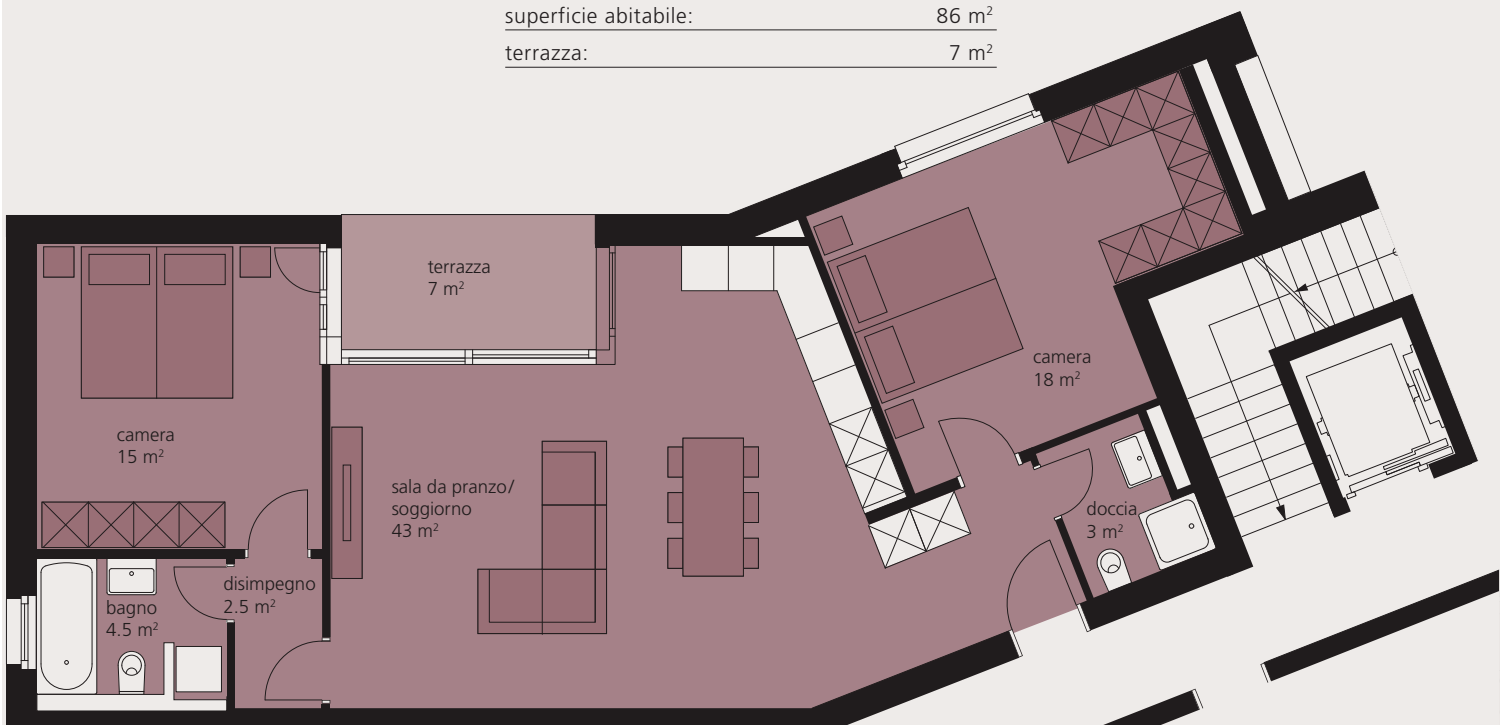 superficie abitabile: 86 m²
terrazza: 7 m²
terrazza
7 m²
camera
18 m²
camera
15 m²
sala da pranzo/
soggiorno
43 m²
doccia
3 m²
disimpegno
2.5 m²
bagno
4.5 m²